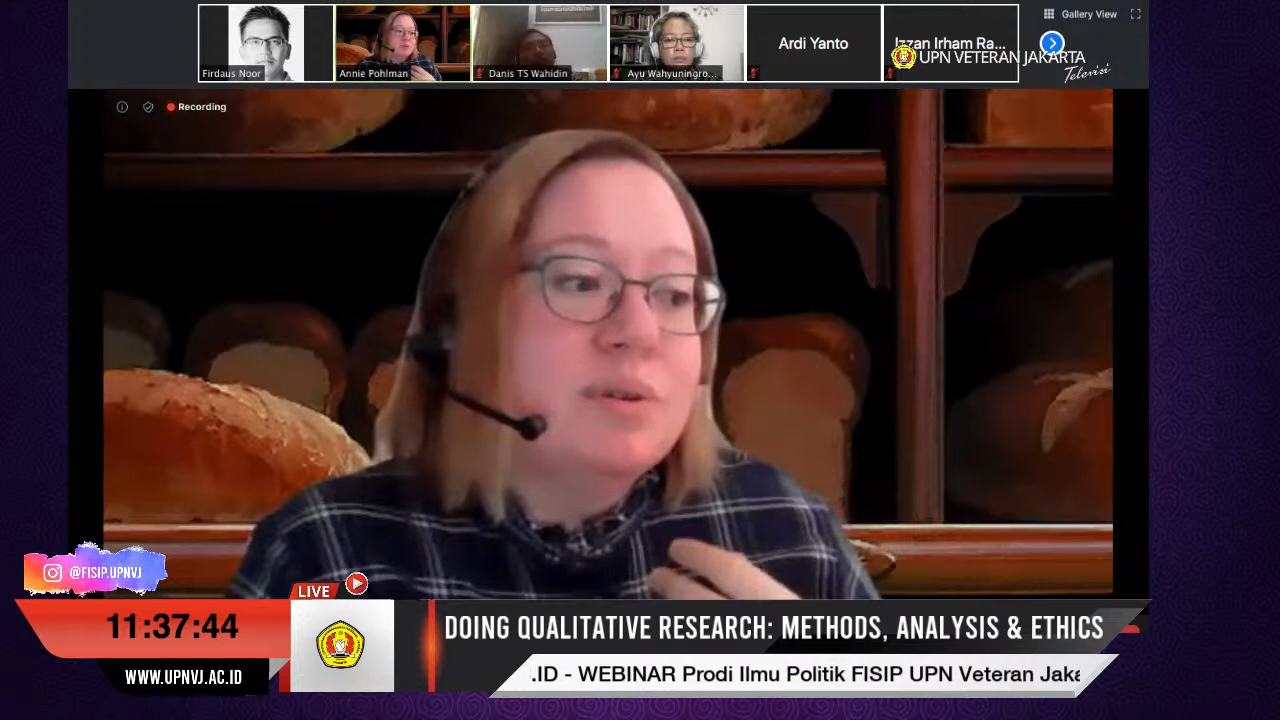 Gallery View
Ardi Yanto
Izzan Irham Ra...
UPN VETERAN JAKARTA
Televisi
Firdaus Noor
Annie Pohlman
Danis TS Wahidin
Ayu Wahyuningro...
Recording
@FISIP.UPNVJ
LIVE
11:37:44
DOING QUALITATIVE RESEARCH: METHODS, ANALYSIS & ETHICS
WWW.UPNVJ.AC.ID
.ID - WEBINAR Prodi Ilmu Politik FISIP UPN Veteran Jaka